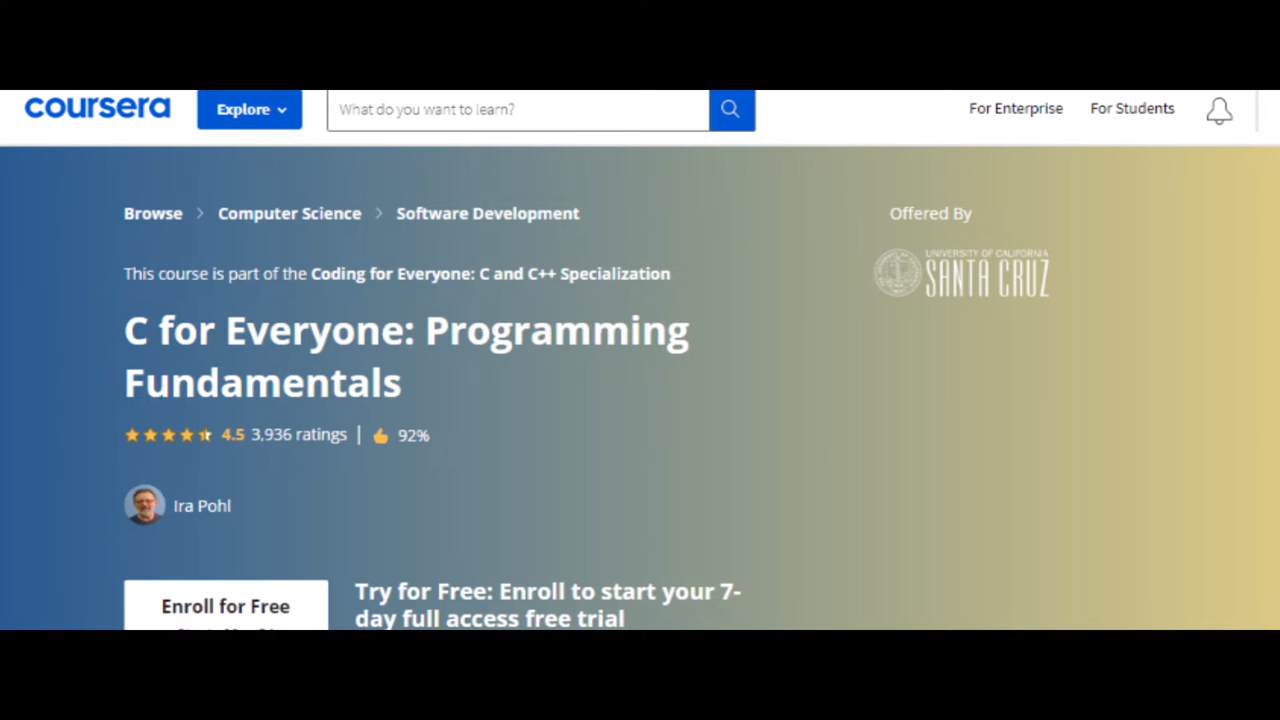 coursera
Explore
What do you want to learn?
For Enterprise
For Students
Browse > Computer Science > Software Development
Offered By
UNIVERSITY OF CALIFORNIA
SANTA CRUZ
This course is part of the Coding for Everyone: C and C++ Specialization
C for Everyone: Programming
Fundamentals
4.5 3,936 ratings | 92%
Ira Pohl
Enroll for Free
Try for Free: Enroll to start your 7-
day full access free trial